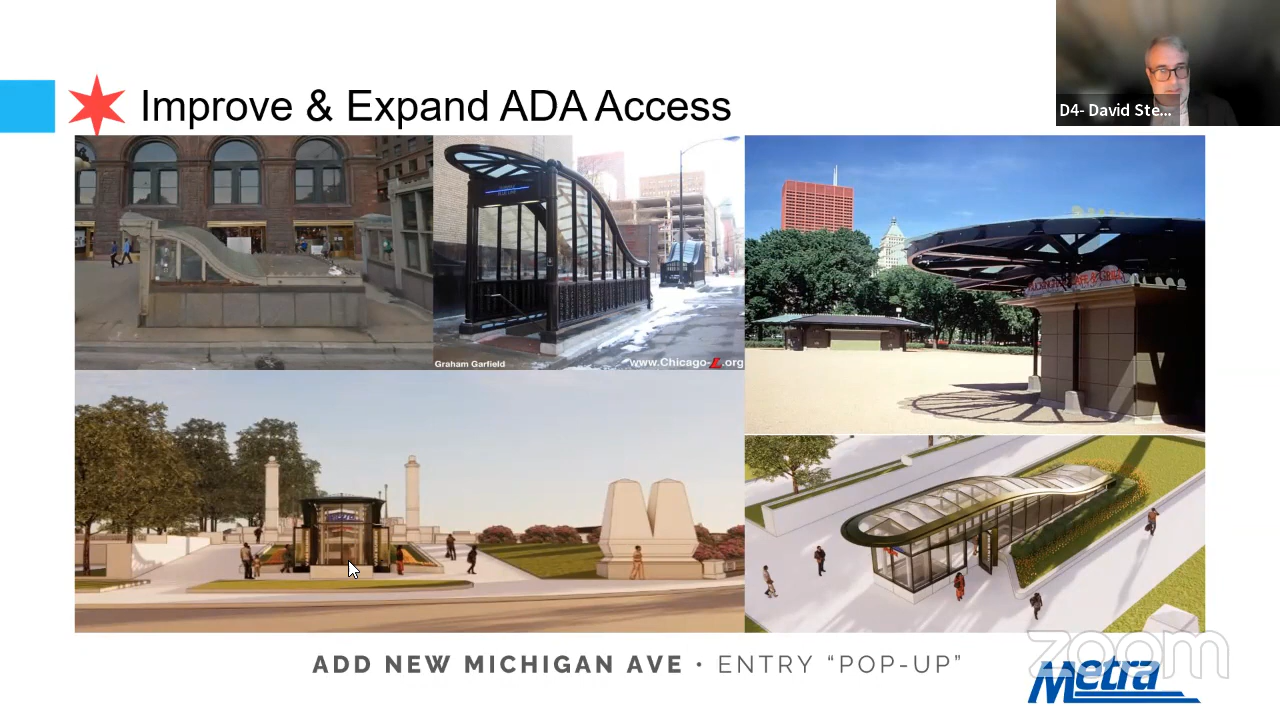 Improve & Expand ADA Access
D4- David Ste...
Graham Garfield
www.Chicago-L.org
ADD NEW MICHIGAN AVE • ENTRY “POP-UP”
zoom
Metra